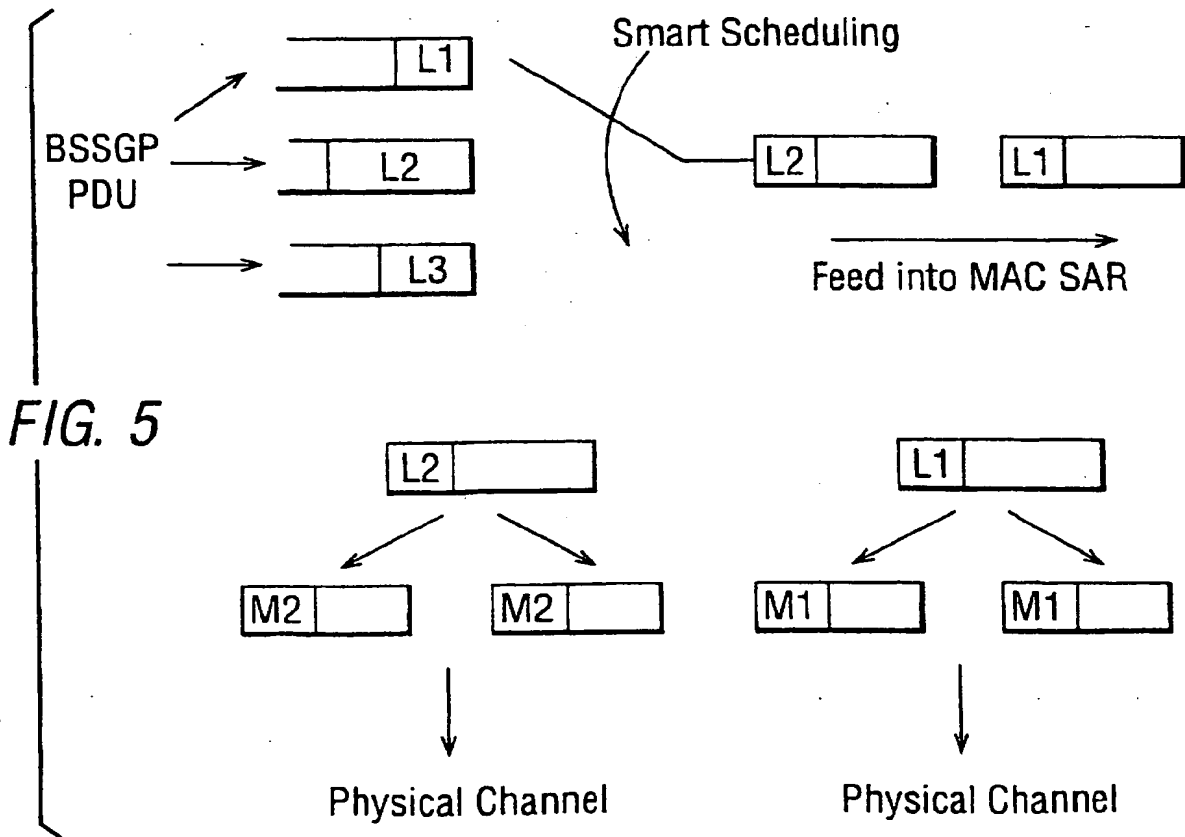 Smart Scheduling
BSSGP
PDU
L1
L2
L3
L2
L1
Feed into MAC SAR
FIG. 5
L2
L1
M2
M2
M1
M1
Physical Channel
Physical Channel